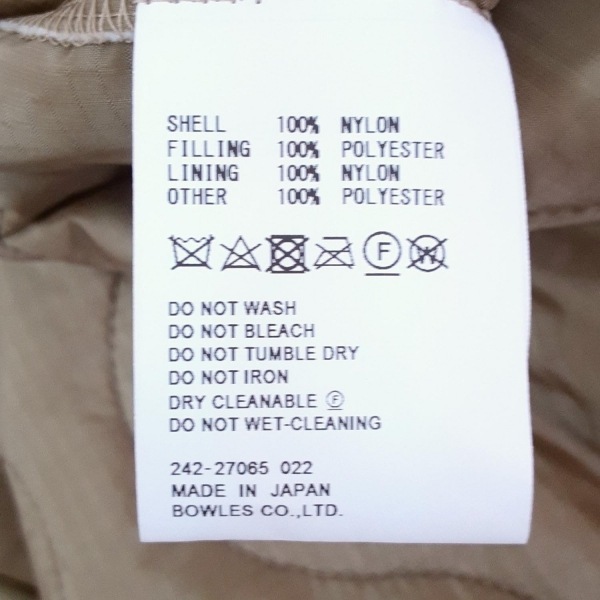 SHELL 100% NYLON
FILLING 100% POLYESTER
LINING 100% NYLON
OTHER 100% POLYESTER
F W
DO NOT WASH
DO NOT BLEACH
DO NOT TUMBLE DRY
DO NOT IRON
DRY CLEANABLE Ⓕ
DO NOT WET-CLEANING
242-27065 022
MADE IN JAPAN
BOWLES CO.,LTD.